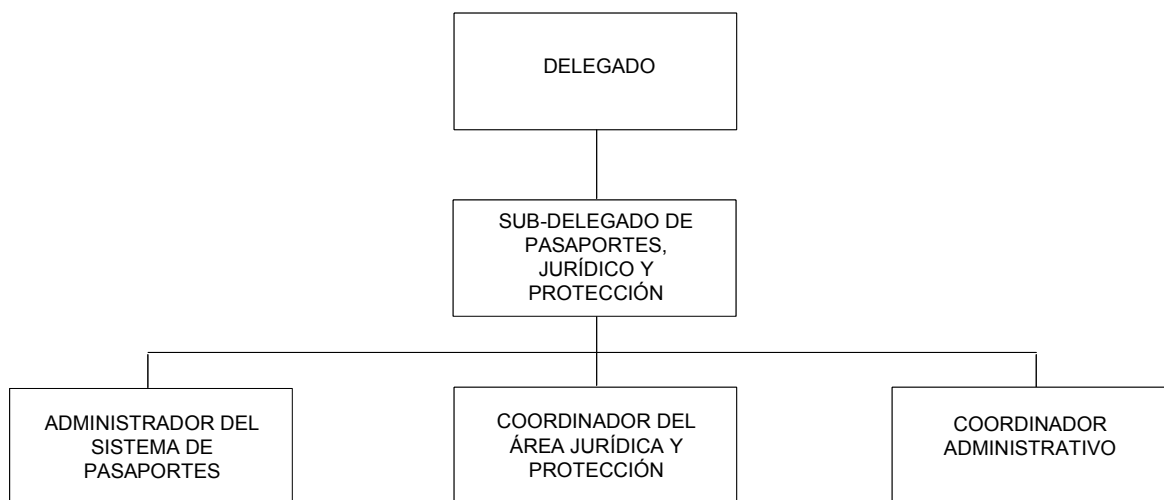 DELEGADO
SUB-DELEGADO DE
PASAPORTES,
JURÍDICO Y
PROTECCIÓN
ADMINISTRADOR DEL
SISTEMA DE
PASAPORTES
COORDINADOR DEL
ÁREA JURÍDICA Y
PROTECCIÓN
COORDINADOR
ADMINISTRATIVO